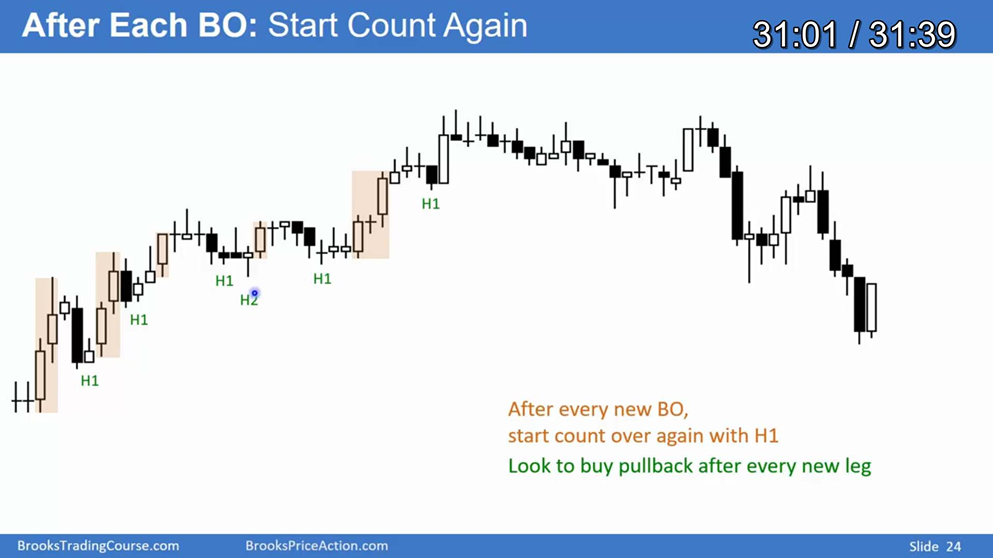 After Each BO: Start Count Again
31:01 / 31:39
H1
H1
H1
H2
H1
H1
After every new BO,
start count over again with H1
Look to buy pullback after every new leg
BrooksTradingCourse.com
BrooksPriceAction.com
Slide 24